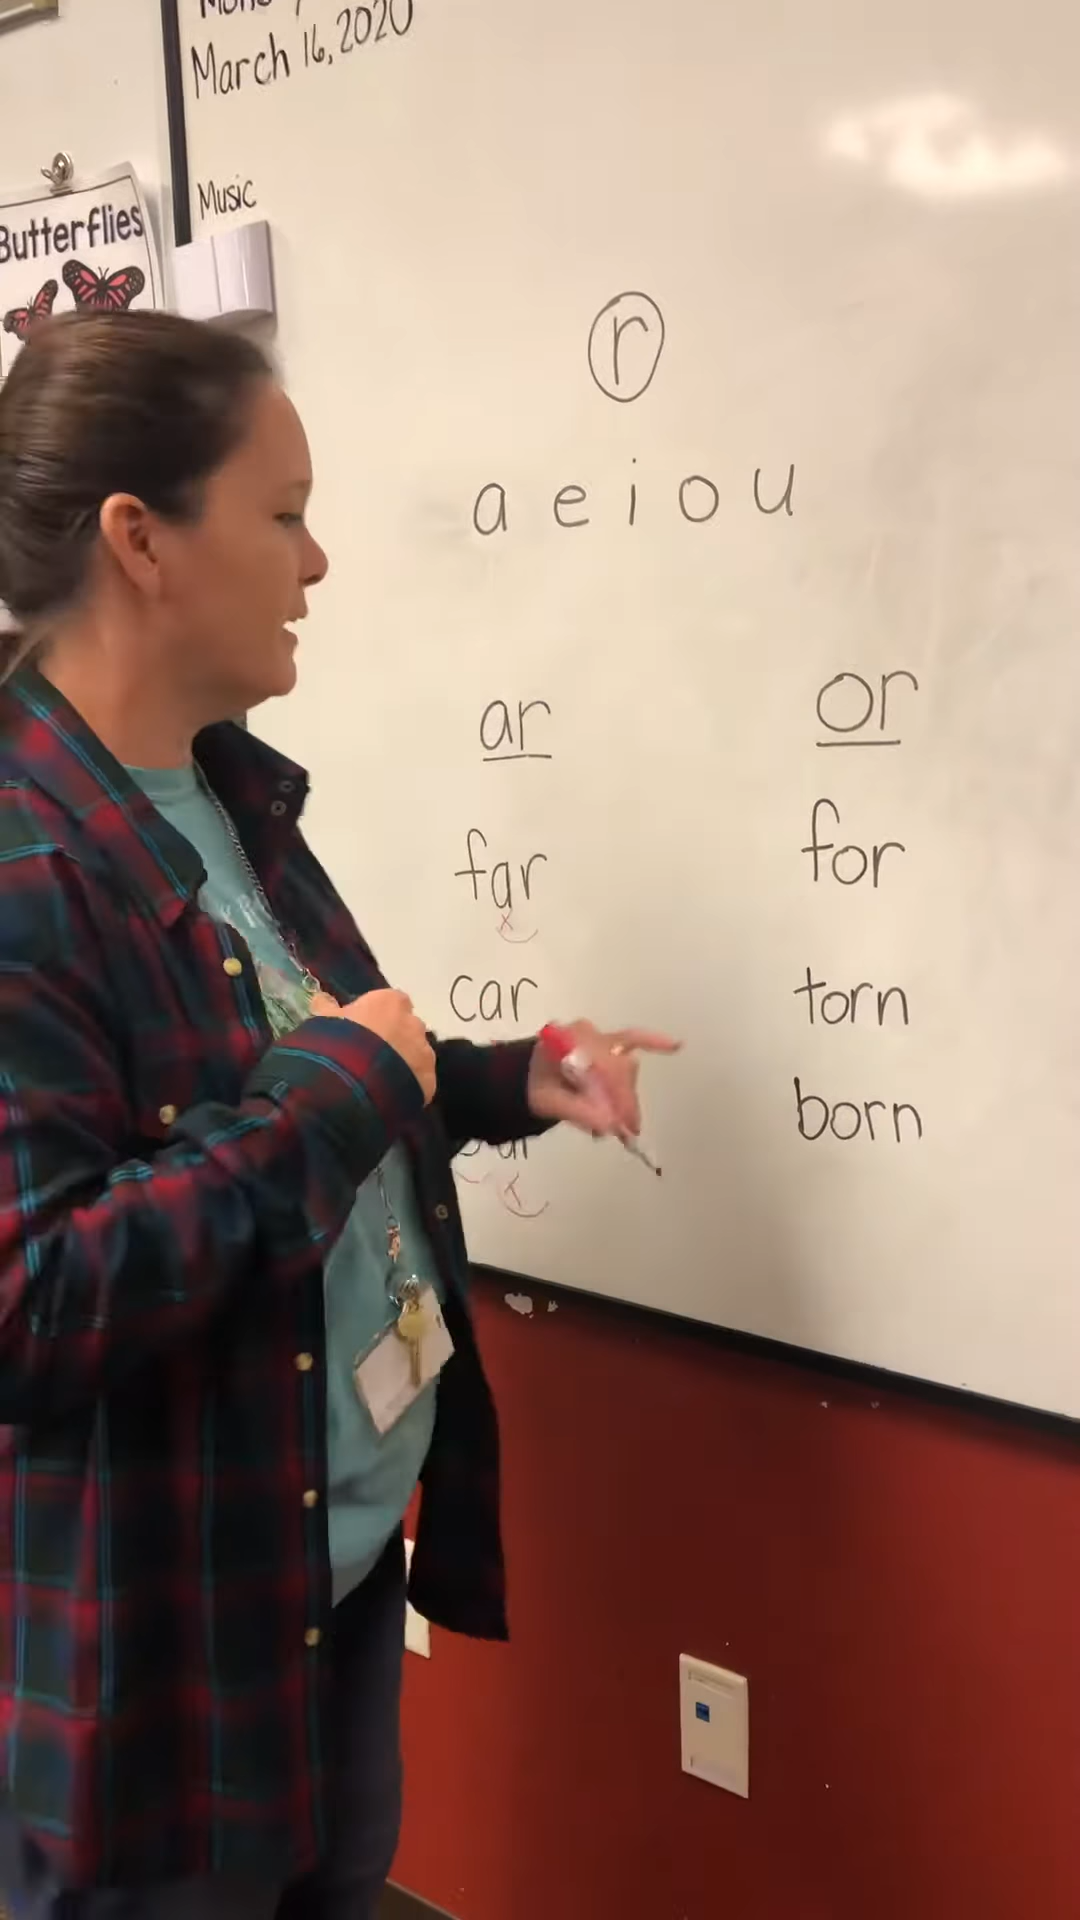 March 16, 2020
Music
Butterflies
r
a e i o u
ar
or
far
for
car
torn
born